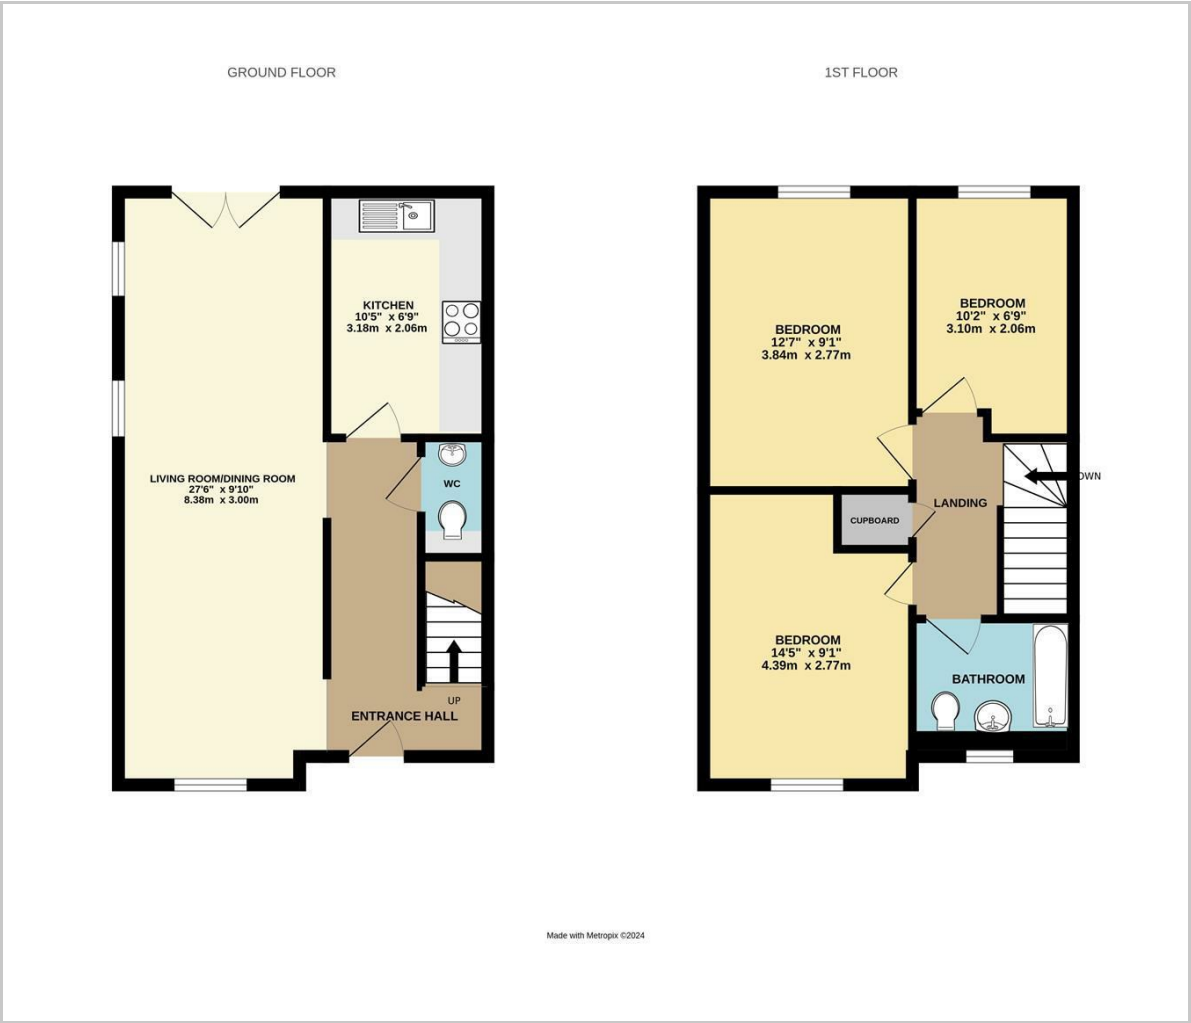 GROUND FLOOR
1ST FLOOR
KITCHEN
10'5" x 6'9"
3.18m x 2.06m
LIVING ROOM/DINING ROOM
27'6" x 9'10"
8.38m x 3.00m
WC
UP
ENTRANCE HALL
BEDROOM
12'7" x 9'1"
3.84m x 2.77m
BEDROOM
10'2" x 6'9"
3.10m x 2.06m
OWN
LANDING
CUPBOARD
BEDROOM
14'5" x 9'1"
4.39m x 2.77m
BATHROOM
Made with Metropix ©2024